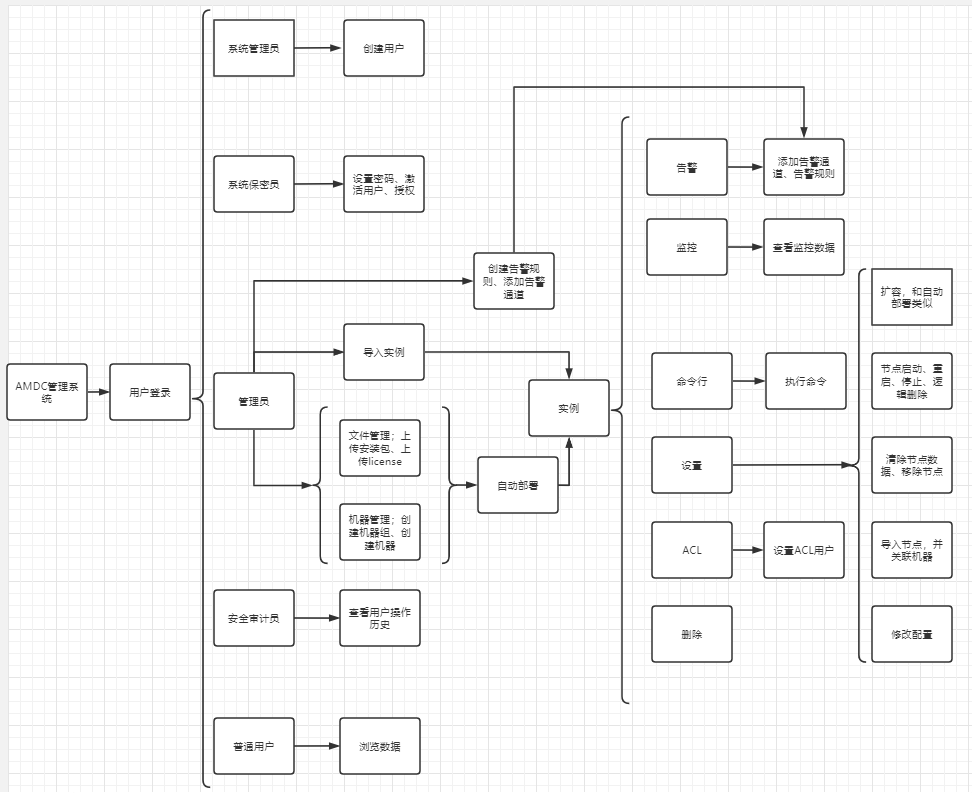 系统管理员
创建用户
系统保密员
设置密码、激
活用户、授权
创建告警规
则、添加告警
通道
导入实例
AMDC管理系
统
用户登录
管理员
文件管理；上
传安装包、上
传license
机器管理；创
建机器组、创
建机器
自动部署
实例
安全审计员
查看用户操作
历史
普通用户
浏览数据
告警
添加告警通
道、告警规则
监控
查看监控数据
命令行
执行命令
设置
ACL
设置ACL用户
删除
扩容，和自动
部署类似
节点启动、重
启、停止、逻
辑删除
清除节点数
据、移除节点
导入节点，并
关联机器
修改配置